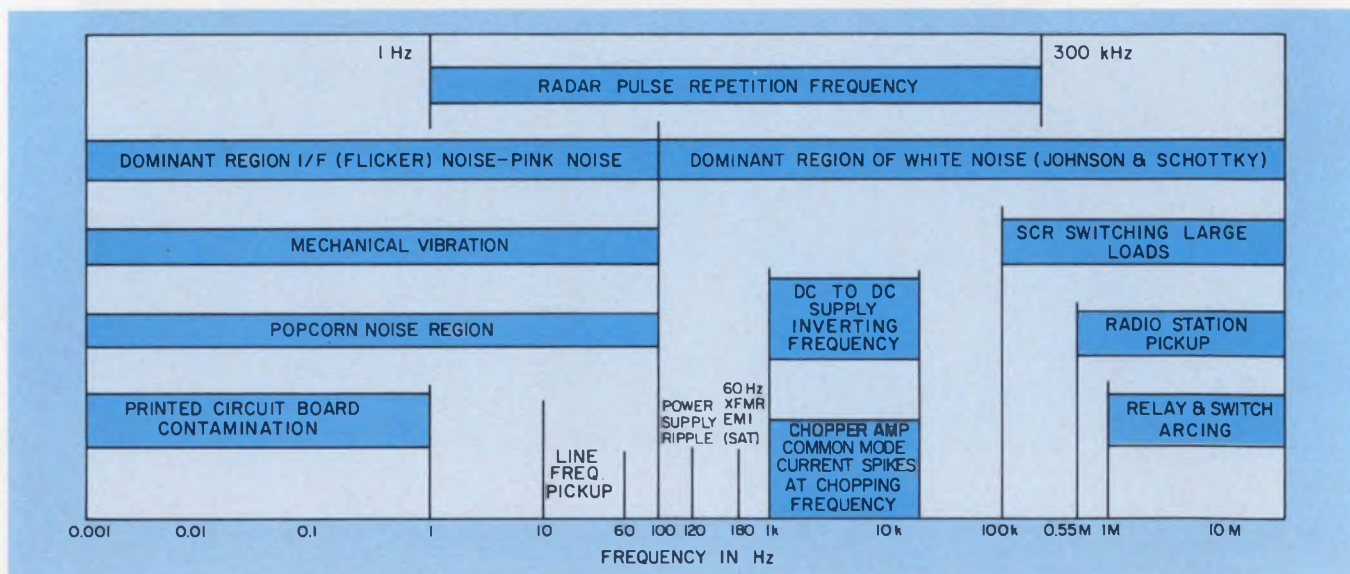 1 Hz
300 kHz
RADAR PULSE REPETITION FREQUENCY
DOMINANT REGION 1/F (FLICKER) NOISE-PINK NOISE
DOMINANT REGION OF WHITE NOISE (JOHNSON & SCHOTTKY)
MECHANICAL VIBRATION
SCR SWITCHING LARGE
LOADS
DC TO DC
SUPPLY
INVERTING
FREQUENCY
POPCORN NOISE REGION
RADIO STATION
PICKUP
PRINTED CIRCUIT BOARD
CONTAMINATION
LINE
FREQ.
PICKUP
POWER
SUPPLY
RIPPLE
60 Hz
XFMR
EMI
(SAT)
CHOPPER AMP
COMMON MODE
CURRENT SPIKES
AT CHOPPING
FREQUENCY
RELAY & SWITCH
ARCING
0.001 0.01 0.1 1 10 60 100 120 180 1k 10k 100k 0.55M 1M 10M
FREQUENCY IN Hz